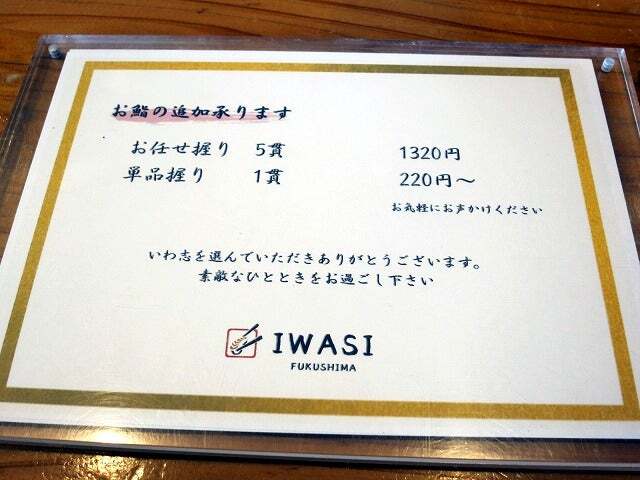 お鮨の追加承ります
お任せ握り 5貫 1320円
単品握り 1貫 220円～
お気軽にお声かけください
いわ志を選んでいただきありがとうございます。
素敵なひとときをお過ごし下さい
IWASI
FUKUSHIMA